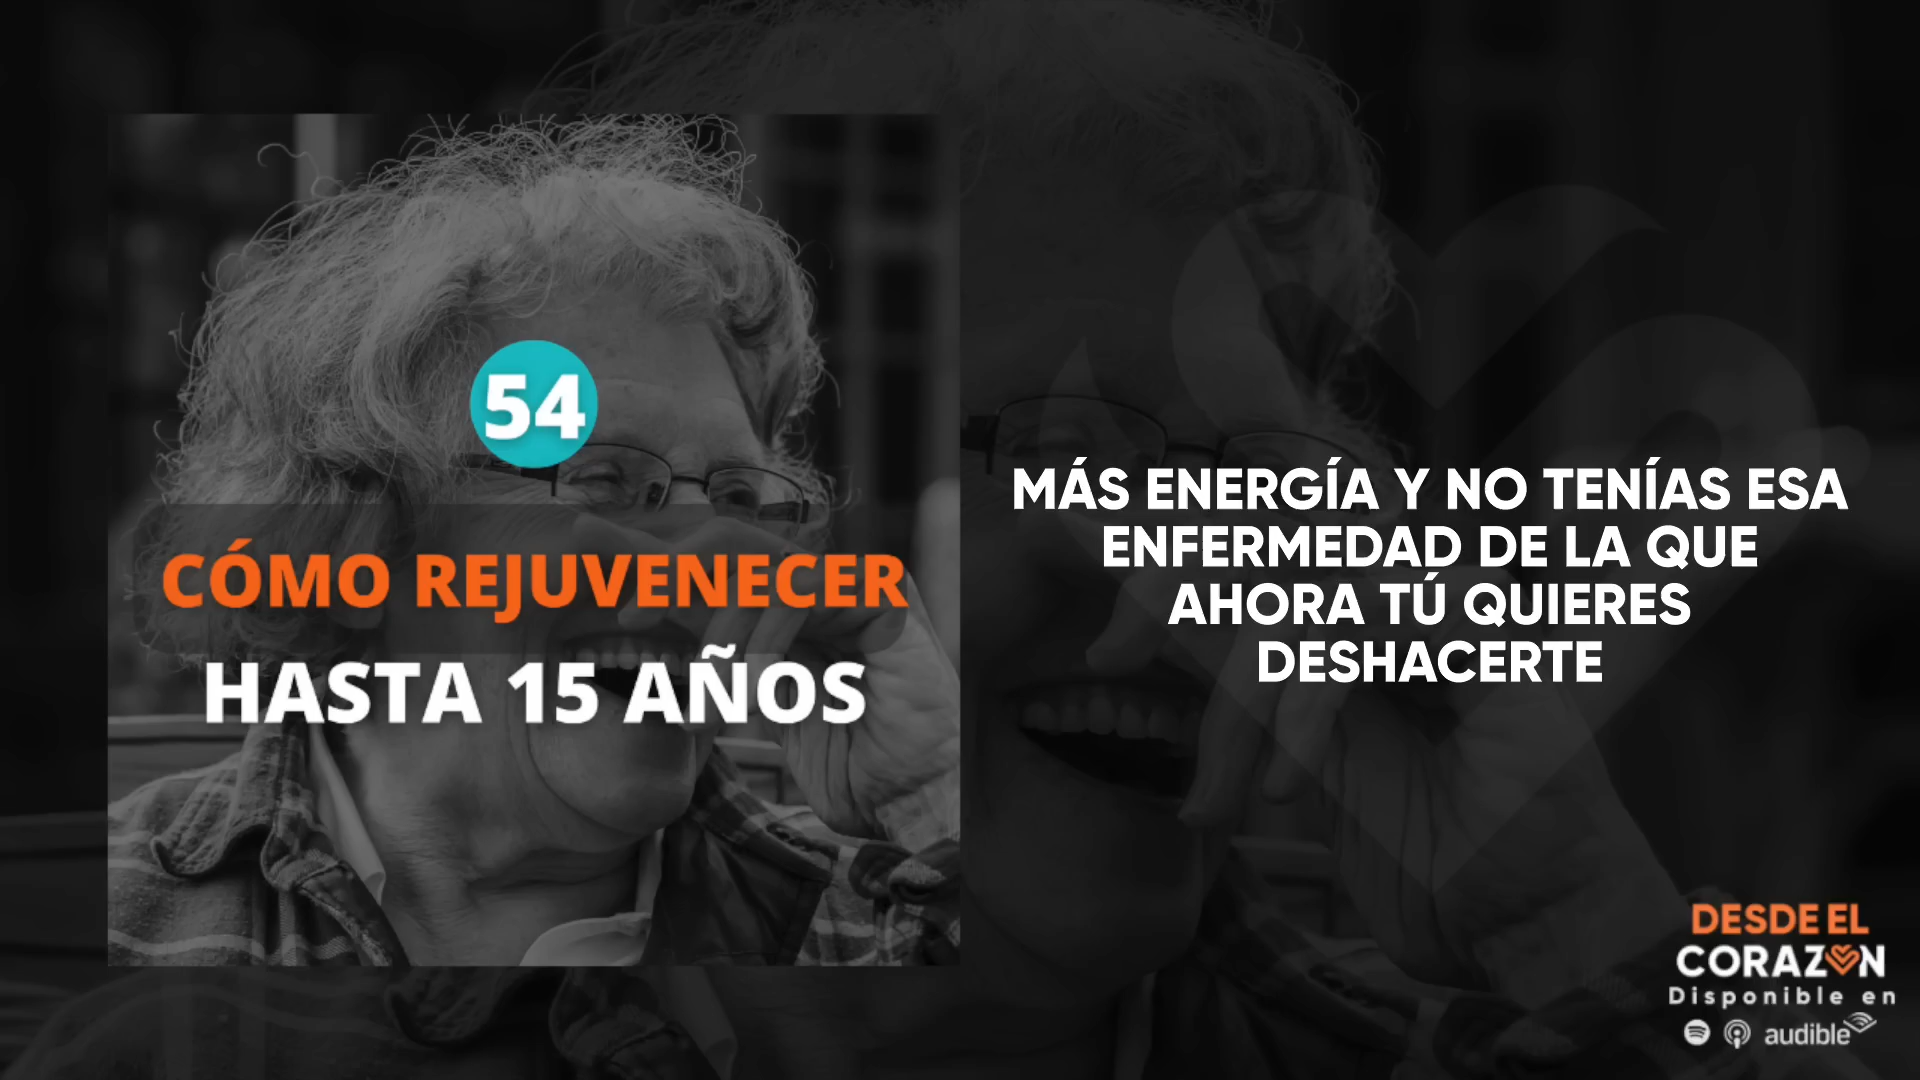 54
CÓMO REJUVENECER
HASTA 15 AÑOS
MÁS ENERGÍA Y NO TENÍAS ESA
ENFERMEDAD DE LA QUE
AHORA TÚ QUIERES
DESHACERTE
DESDE EL
CORAZÓN
Disponible en
audible